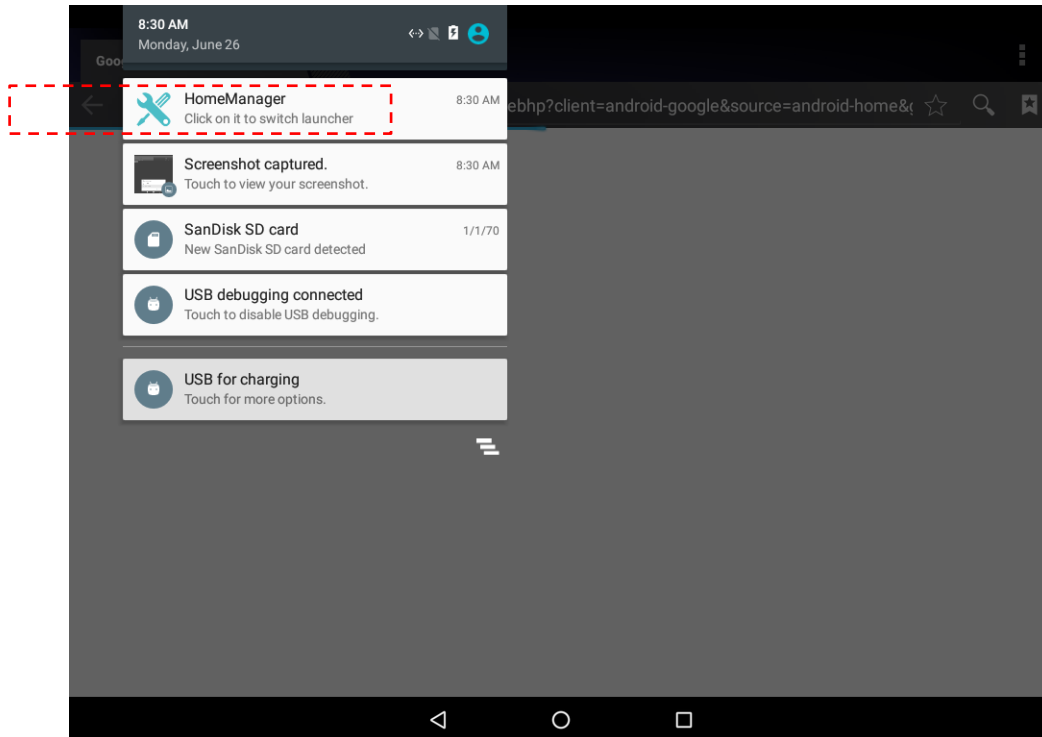 8:30 AM
Monday, June 26
Goo
HomeManager
8:30 AM
Click on it to switch launcher
ebhp?client=android-google&source=android-home&g
Screenshot captured.
8:30 AM
Touch to view your screenshot.
SanDisk SD card
1/1/70
New SanDisk SD card detected
USB debugging connected
Touch to disable USB debugging.
USB for charging
Touch for more options.